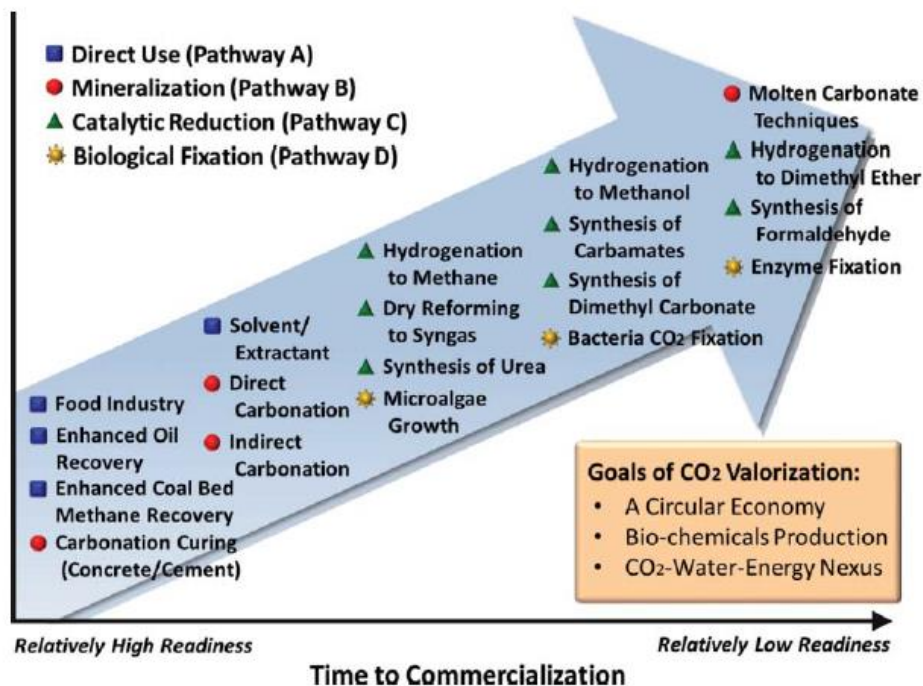 Direct Use (Pathway A)
Mineralization (Pathway B)
Catalytic Reduction (Pathway C)
Biological Fixation (Pathway D)
Food Industry
Enhanced Oil
Recovery
Enhanced Coal Bed
Methane Recovery
Carbonation Curing
(Concrete/Cement)
Solvent/
Extractant
Direct
Carbonation
Indirect
Carbonation
Hydrogenation
to Methane
Dry Reforming
to Syngas
Synthesis of Urea
Microalgae
Growth
Hydrogenation
to Methanol
Synthesis of
Carbamates
Synthesis of
Dimethyl Carbonate
Bacteria CO2 Fixation
Molten Carbonate
Techniques
Hydrogenation
to Dimethyl Ether
Synthesis of
Formaldehyde
Enzyme Fixation
Goals of CO2 Valorization:
• A Circular Economy
• Bio-chemicals Production
• CO2-Water-Energy Nexus
Relatively High Readiness
Relatively Low Readiness
Time to Commercialization